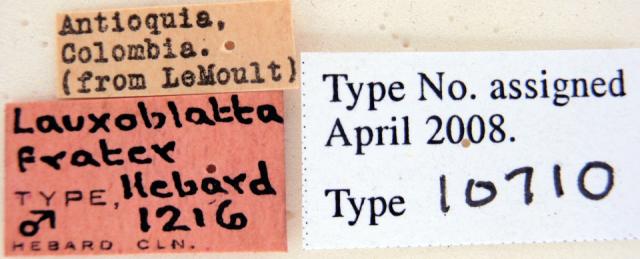 Antioquia,
Colombia.
(from LeMoult)
Lauxoblatta
frater
TYPE, Hebard
♂ 1216
HEBARD CLN.
Type No. assigned
April 2008.
Type 10710